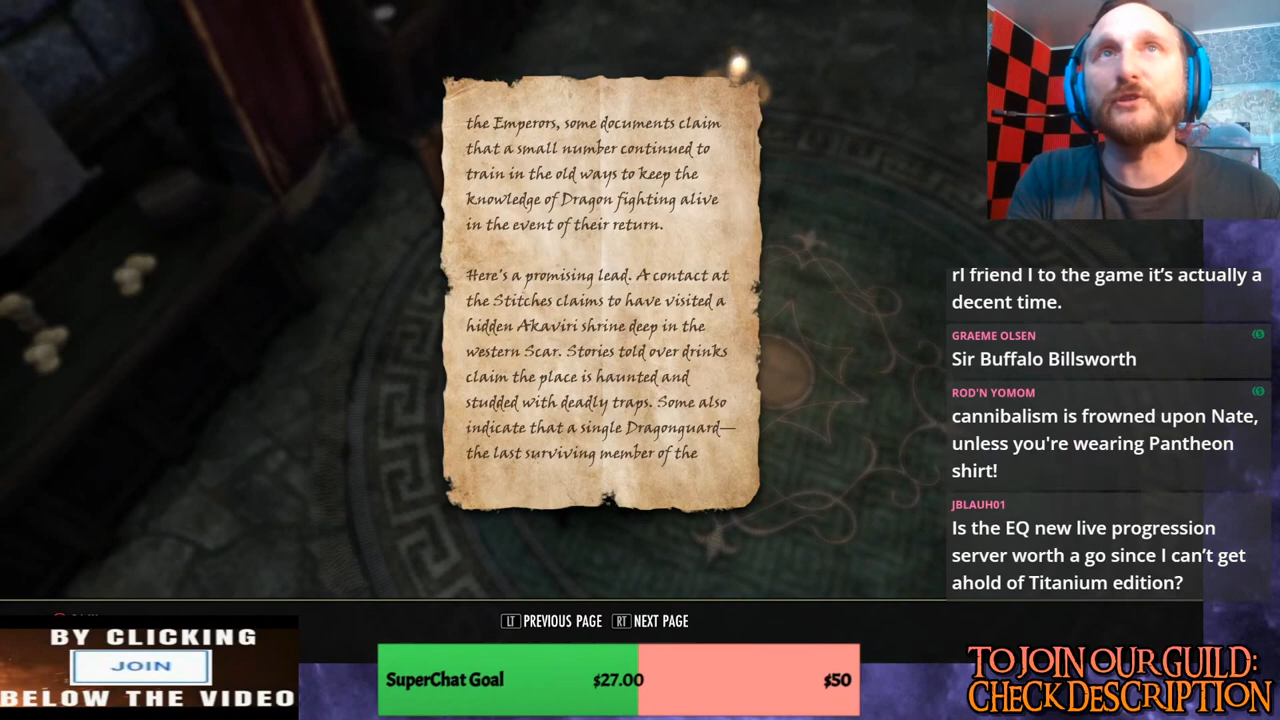 the Emperors, some documents claim
that a small number continued to
train in the old ways to keep the
knowledge of Dragon fighting alive
in the event of their return.
Here's a promising lead. A contact at
the Stitches claims to have visited a
hidden Akaviri shrine deep in the
western Scar. Stories told over drinks
claim the place is haunted and
studded with deadly traps. Some also
indicate that a single Dragonguard—
the last surviving member of the
LT PREVIOUS PAGE RT NEXT PAGE
rl friend I to the game it's actually a
decent time.
GRAEME OLSEN
Sir Buffalo Billsworth
ROD'N YOMOM
cannibalism is frowned upon Nate,
unless you're wearing Pantheon
shirt!
JBLAUH01
Is the EQ new live progression
server worth a go since I can't get
ahold of Titanium edition?
BY CLICKING
JOIN
BELOW THE VIDEO
SuperChat Goal $27.00 $50
TO JOIN OUR GUILD:
CHECK DESCRIPTION